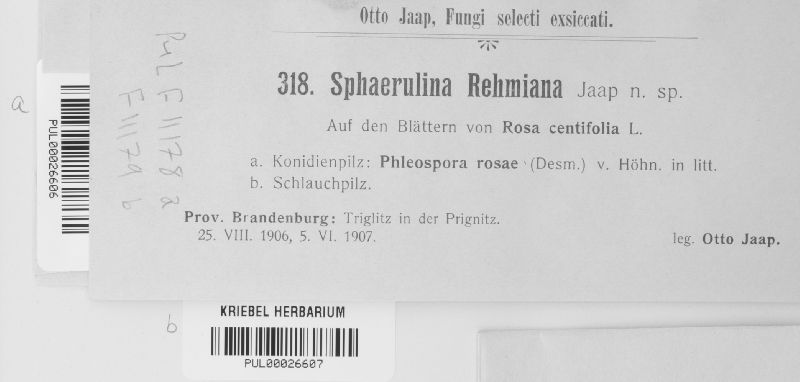 Otto Jaap, Fungi selecti exsiccati.
318. Sphaerulina Rehmiana Jaap n. sp.
Auf den Blättern von Rosa centifolia L.
a. Konidienpilz: Phleospora rosae (Desm.) v. Höhn. in litt.
b. Schlauchpilz.
Prov. Brandenburg: Triglitz in der Prignitz.
25. VIII. 1906, 5. VI. 1907.
leg. Otto Jaap.
PUL F11178 a
F11179 b
a
PUL00026606
b
KRIEBEL HERBARIUM
PUL00026607